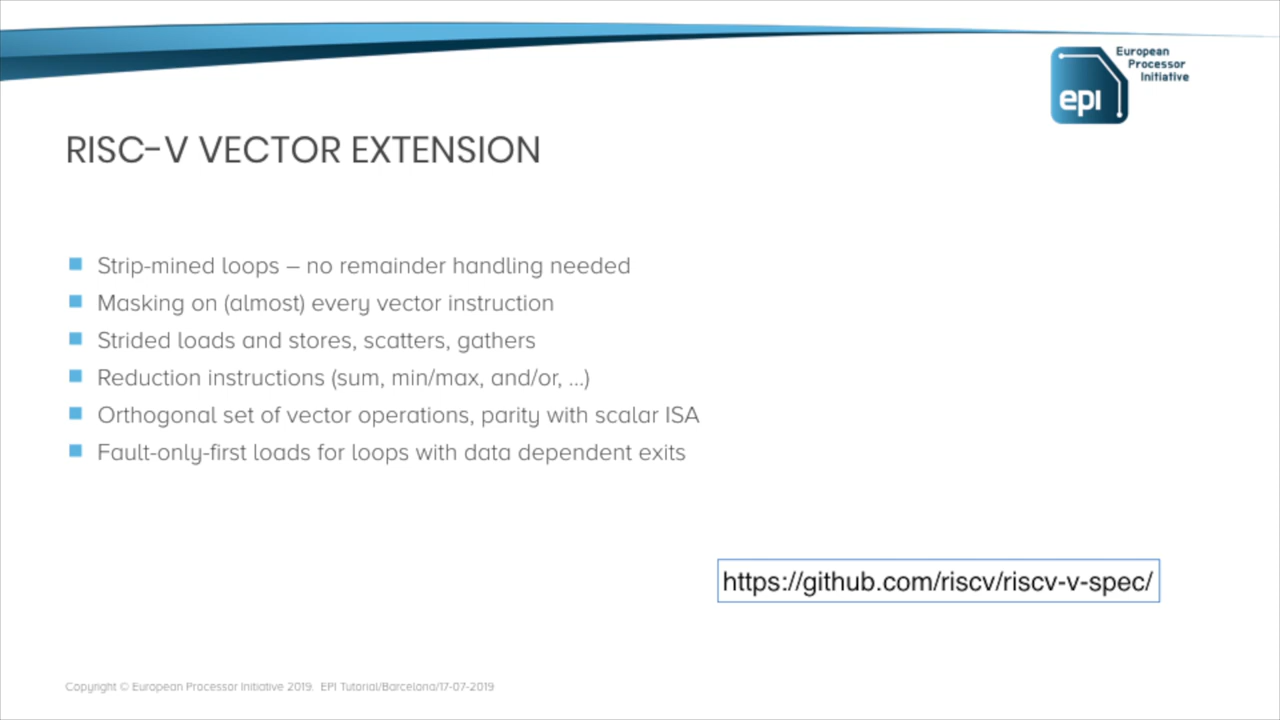 European
Processor
Initiative
epi
RISC-V VECTOR EXTENSION
Strip-mined loops – no remainder handling needed
Masking on (almost) every vector instruction
Strided loads and stores, scatters, gathers
Reduction instructions (sum, min/max, and/or, ...)
Orthogonal set of vector operations, parity with scalar ISA
Fault-only-first loads for loops with data dependent exits
https://github.com/riscv/riscv-v-spec/
Copyright © European Processor Initiative 2019. EPI Tutorial/Barcelona/17-07-2019